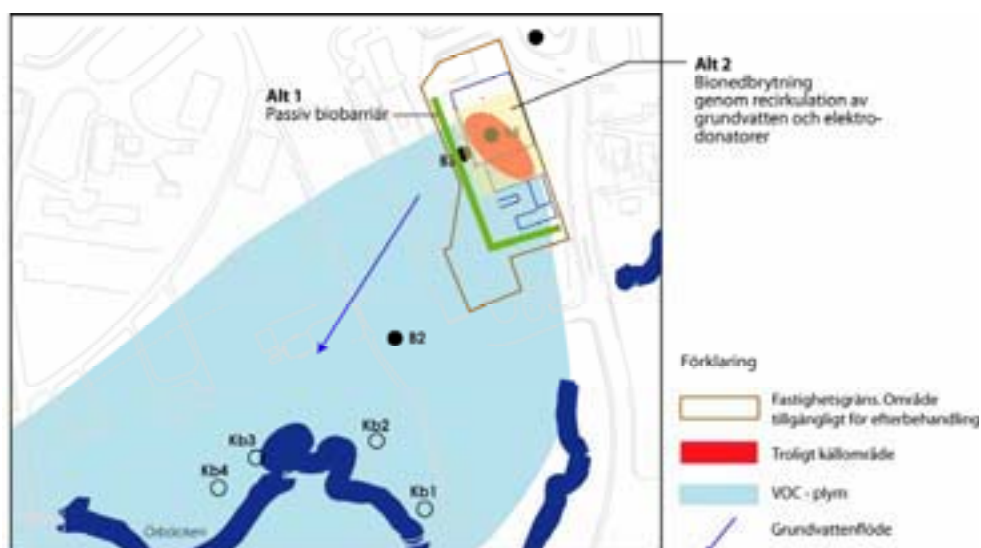 Alt 1
Passiv biobarriär
Alt 2
Bionedbrytning
genom recirkulation av
grundvatten och elektro-
donatorer
B2
Kb2
Kb3
Kb4
Kb1
Örbäcken
Förklaring
Fastighetsgräns. Område
tillgängligt för efterbehandling
Troligt källområde
VOC - plym
Grundvattenflöde